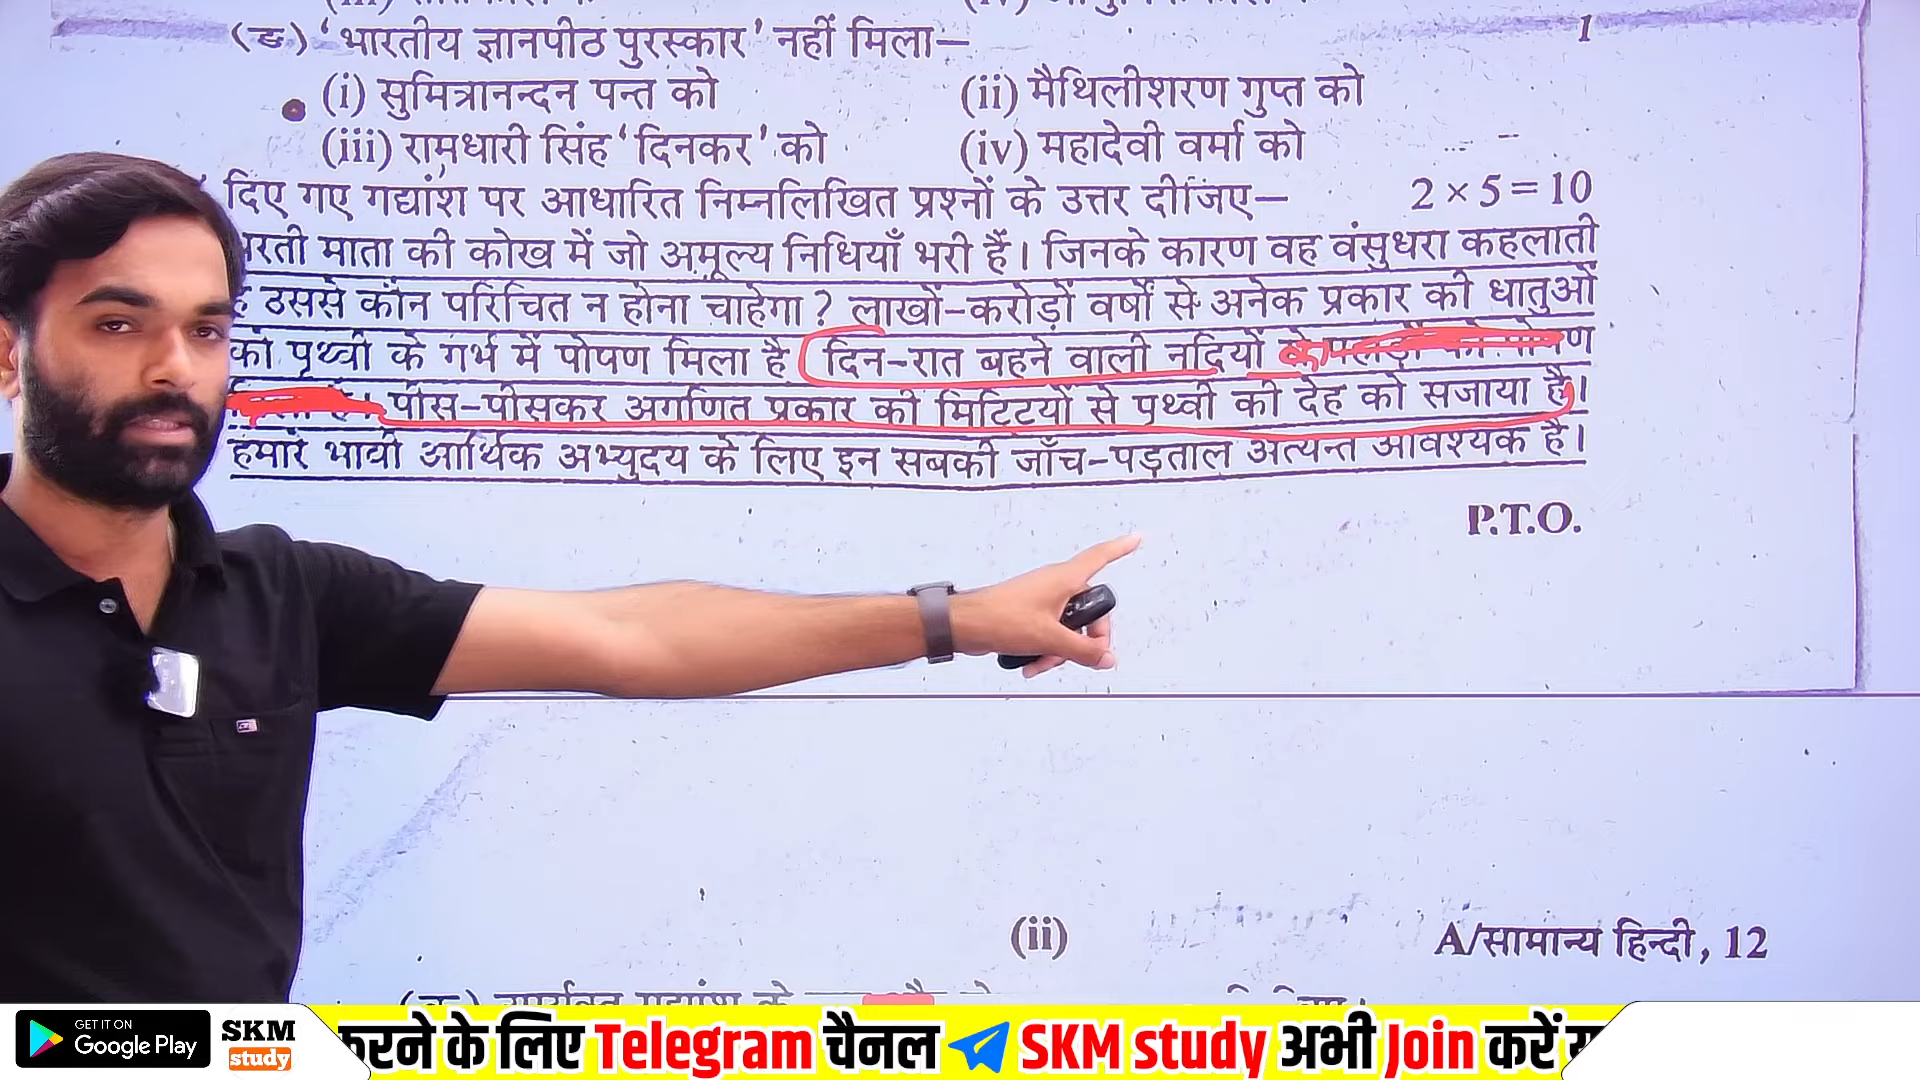 (ङ) 'भारतीय ज्ञानपीठ पुरस्कार' नहीं मिला— 1
(i) सुमित्रानन्दन पन्त को (ii) मैथिलीशरण गुप्त को
(iii) रामधारी सिंह 'दिनकर' को (iv) महादेवी वर्मा को
दिए गए गद्यांश पर आधारित निम्नलिखित प्रश्नों के उत्तर दीजिए— 2 × 5 = 10
माता की कोख में जो अमूल्य निधियाँ भरी हैं। जिनके कारण वह वंसुधरा कहलाती
है उससे कौन परिचित न होना चाहेगा? लाखों-करोड़ों वर्षों से अनेक प्रकार की धातुओं
को पृथ्वी के गर्भ में पोषण मिला है दिन-रात बहने वाली नदियों
पीस-पीसकर अगणित प्रकार की मिट्टियों से पृथ्वी की देह को सजाया है।
हमारे भावी आर्थिक अभ्युदय के लिए इन सबकी जाँच-पड़ताल अत्यन्त आवश्यक है।
P.T.O.
(ii) A/सामान्य हिन्दी, 12
GET IT ON
Google Play
SKM
study
करने के लिए Telegram चैनल SKM study अभी Join करें